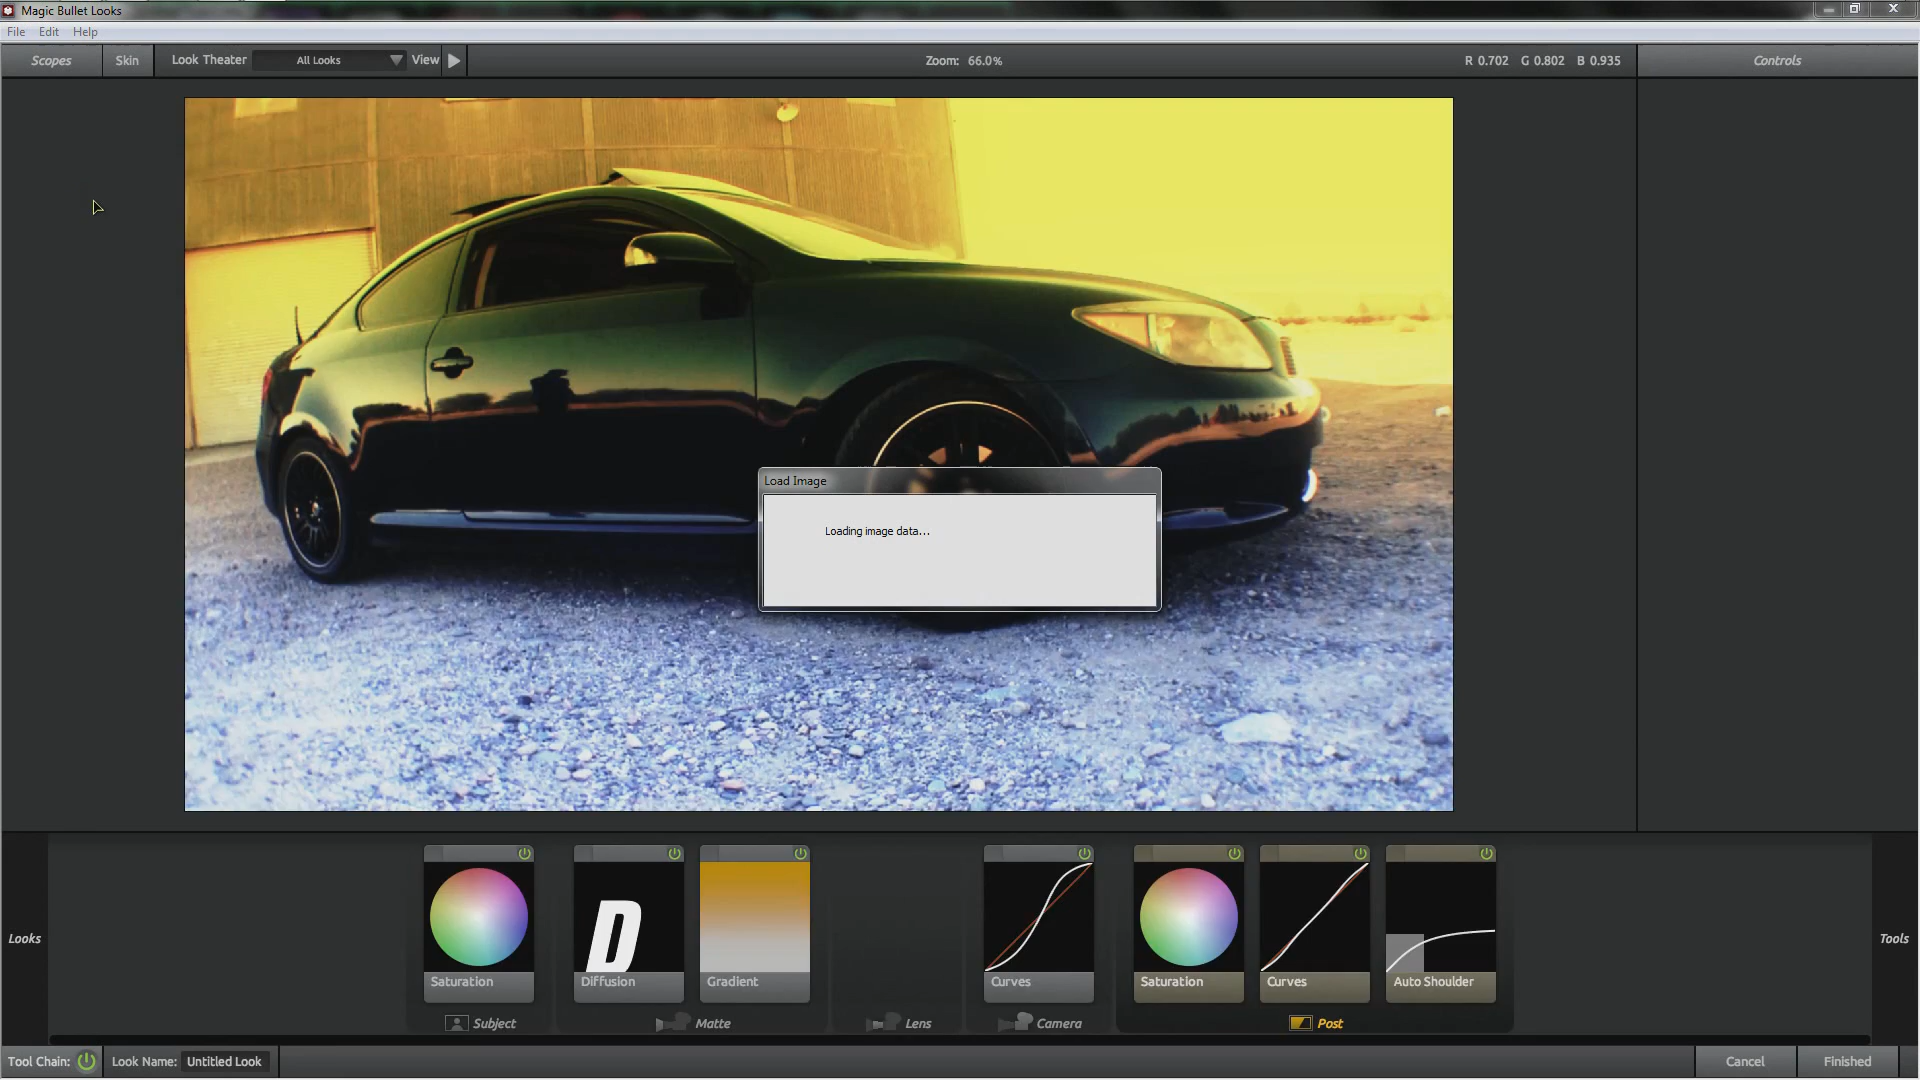 Magic Bullet Looks
File Edit Help
Scopes Skin Look Theater All Looks View Zoom: 66.0% R 0.702 G 0.802 B 0.935 Controls
Load Image
Loading image data...
Looks
Saturation Diffusion Gradient Curves Saturation Curves Auto Shoulder
Subject Matte Lens Camera Post
Tools
Tool Chain: Look Name: Untitled Look Cancel Finished